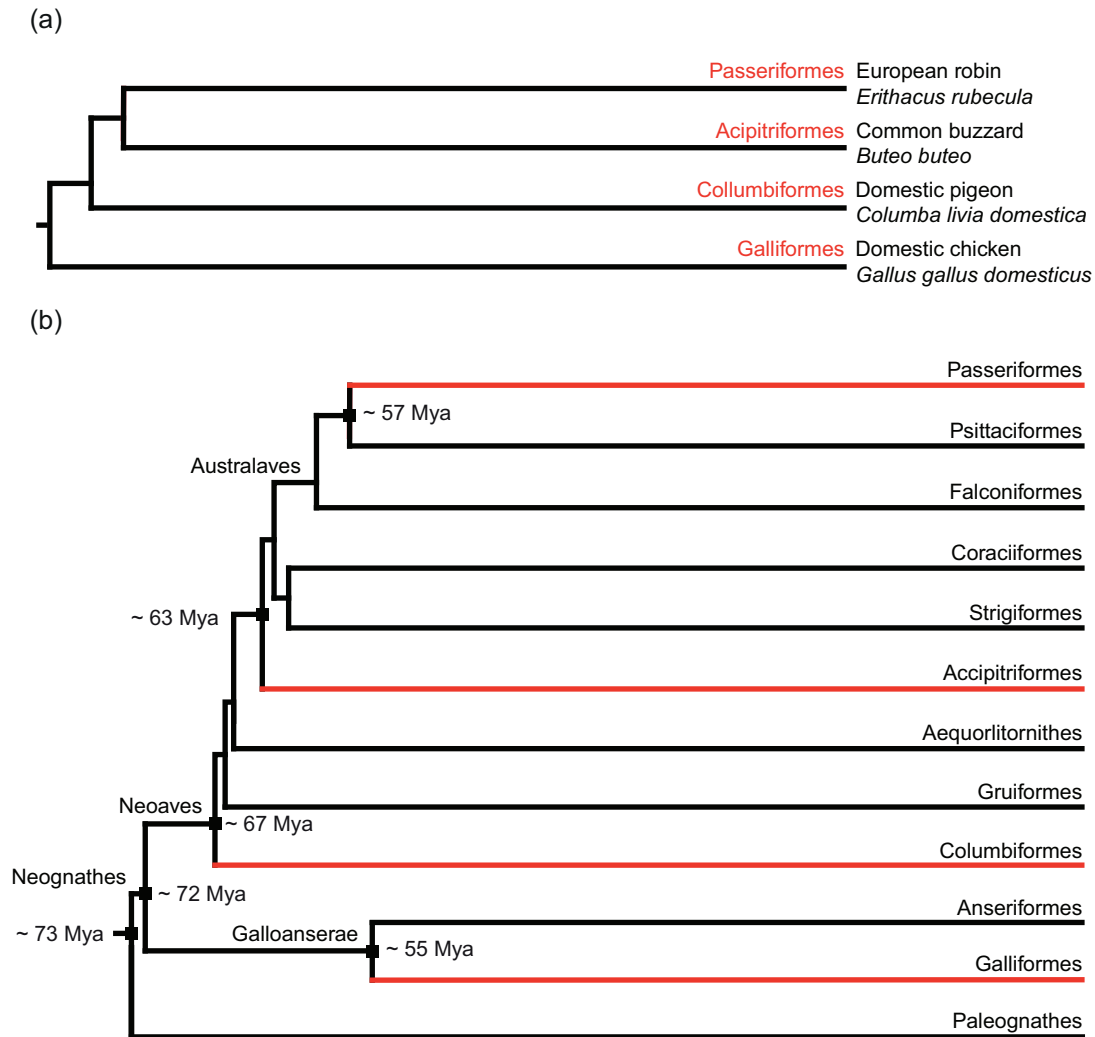 (a)
Passeriformes European robin
Erithacus rubecula
Acipitriformes Common buzzard
Buteo buteo
Collumbiformes Domestic pigeon
Columba livia domestica
Galliformes Domestic chicken
Gallus gallus domesticus
(b)
Passeriformes
~ 57 Mya
Psittaciformes
Australaves
Falconiformes
Coraciiformes
~ 63 Mya
Strigiformes
Accipitriformes
Aequorlitornithes
Gruiformes
Neoaves
~ 67 Mya
Columbiformes
Neognathes
~ 72 Mya
Anseriformes
~ 73 Mya
Galloanserae
~ 55 Mya
Galliformes
Paleognathes